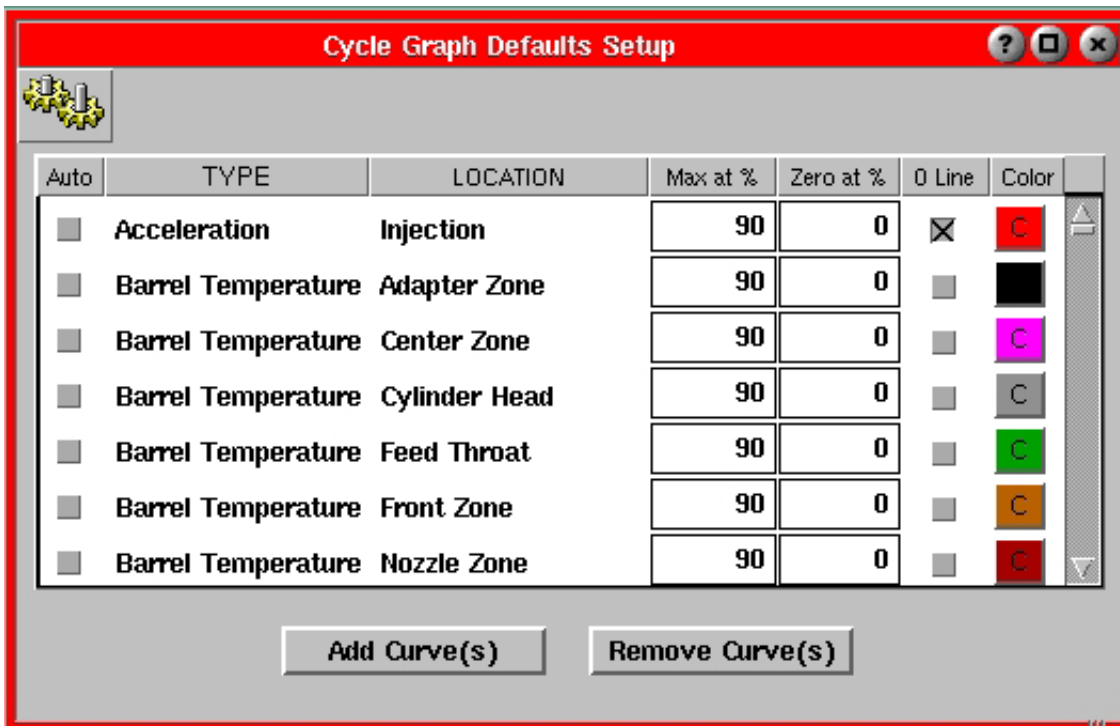 Cycle Graph Defaults Setup ?
Auto TYPE LOCATION Max at % Zero at % 0 Line Color
Acceleration Injection 90 0 C
Barrel Temperature Adapter Zone 90 0
Barrel Temperature Center Zone 90 0 C
Barrel Temperature Cylinder Head 90 0 C
Barrel Temperature Feed Throat 90 0 C
Barrel Temperature Front Zone 90 0 C
Barrel Temperature Nozzle Zone 90 0 C
Add Curve(s) Remove Curve(s)